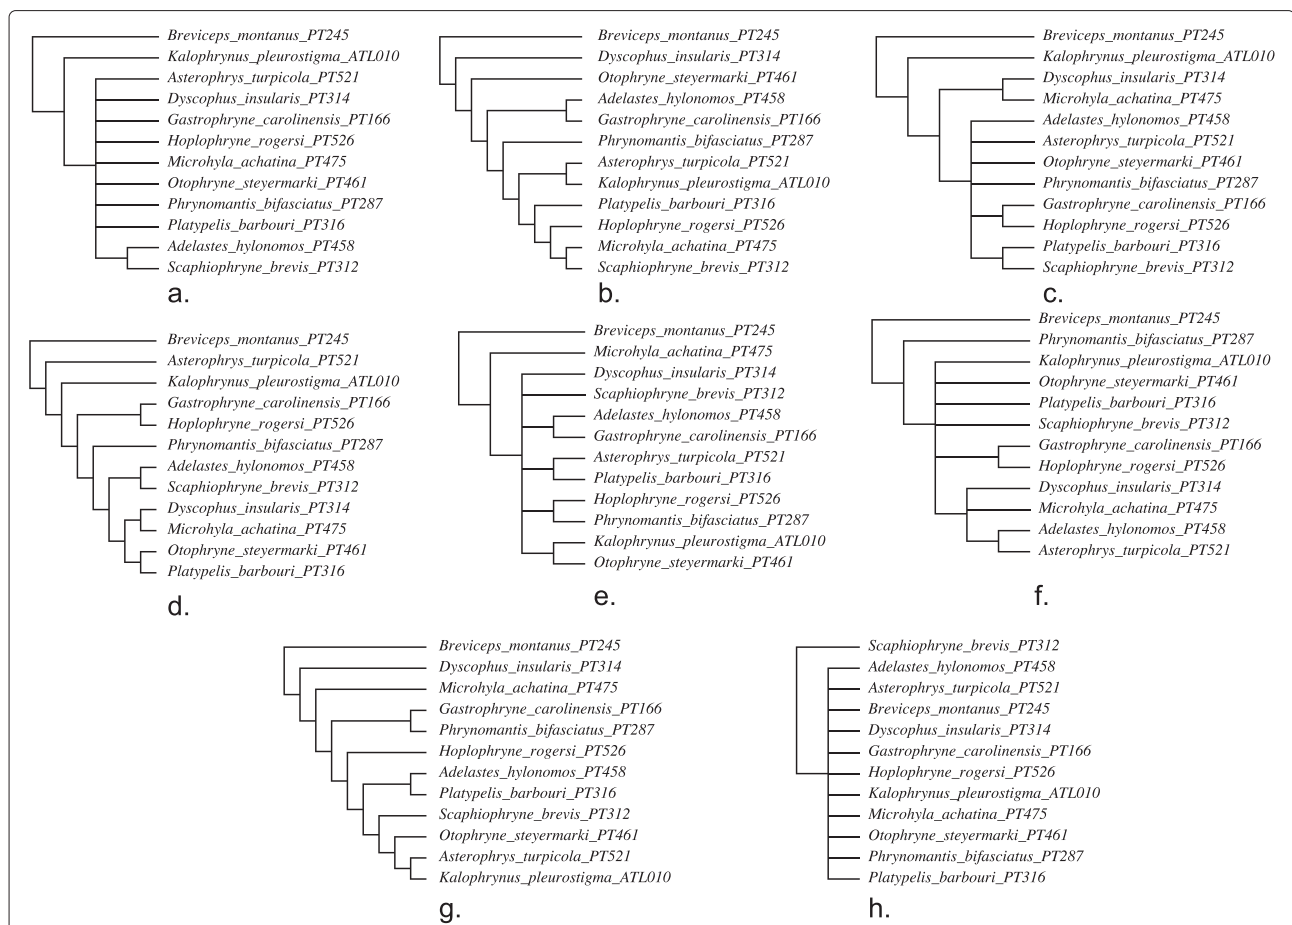 Breviceps_montanus_PT245
Kalophrynus_pleurostigma_ATL010
Asterophrys_turpicola_PT521
Dyscophus_insularis_PT314
Gastrophryne_carolinensis_PT166
Hoplophryne_rogersi_PT526
Microhyla_achatina_PT475
Otophryne_steyermarki_PT461
Phrynomantis_bifasciatus_PT287
Platypelis_barbouri_PT316
Adelastes_hylonomos_PT458
Scaphiophryne_brevis_PT312
a.
Breviceps_montanus_PT245
Dyscophus_insularis_PT314
Otophryne_steyermarki_PT461
Adelastes_hylonomos_PT458
Gastrophryne_carolinensis_PT166
Phrynomantis_bifasciatus_PT287
Asterophrys_turpicola_PT521
Kalophrynus_pleurostigma_ATL010
Platypelis_barbouri_PT316
Hoplophryne_rogersi_PT526
Microhyla_achatina_PT475
Scaphiophryne_brevis_PT312
b.
Breviceps_montanus_PT245
Kalophrynus_pleurostigma_ATL010
Dyscophus_insularis_PT314
Microhyla_achatina_PT475
Adelastes_hylonomos_PT458
Asterophrys_turpicola_PT521
Otophryne_steyermarki_PT461
Phrynomantis_bifasciatus_PT287
Gastrophryne_carolinensis_PT166
Hoplophryne_rogersi_PT526
Platypelis_barbouri_PT316
Scaphiophryne_brevis_PT312
c.
Breviceps_montanus_PT245
Asterophrys_turpicola_PT521
Kalophrynus_pleurostigma_ATL010
Gastrophryne_carolinensis_PT166
Hoplophryne_rogersi_PT526
Phrynomantis_bifasciatus_PT287
Adelastes_hylonomos_PT458
Scaphiophryne_brevis_PT312
Dyscophus_insularis_PT314
Microhyla_achatina_PT475
Otophryne_steyermarki_PT461
Platypelis_barbouri_PT316
d.
Breviceps_montanus_PT245
Microhyla_achatina_PT475
Dyscophus_insularis_PT314
Scaphiophryne_brevis_PT312
Adelastes_hylonomos_PT458
Gastrophryne_carolinensis_PT166
Asterophrys_turpicola_PT521
Platypelis_barbouri_PT316
Hoplophryne_rogersi_PT526
Phrynomantis_bifasciatus_PT287
Kalophrynus_pleurostigma_ATL010
Otophryne_steyermarki_PT461
e.
Breviceps_montanus_PT245
Phrynomantis_bifasciatus_PT287
Kalophrynus_pleurostigma_ATL010
Otophryne_steyermarki_PT461
Platypelis_barbouri_PT316
Scaphiophryne_brevis_PT312
Gastrophryne_carolinensis_PT166
Hoplophryne_rogersi_PT526
Dyscophus_insularis_PT314
Microhyla_achatina_PT475
Adelastes_hylonomos_PT458
Asterophrys_turpicola_PT521
f.
Breviceps_montanus_PT245
Dyscophus_insularis_PT314
Microhyla_achatina_PT475
Gastrophryne_carolinensis_PT166
Phrynomantis_bifasciatus_PT287
Hoplophryne_rogersi_PT526
Adelastes_hylonomos_PT458
Platypelis_barbouri_PT316
Scaphiophryne_brevis_PT312
Otophryne_steyermarki_PT461
Asterophrys_turpicola_PT521
Kalophrynus_pleurostigma_ATL010
g.
Scaphiophryne_brevis_PT312
Adelastes_hylonomos_PT458
Asterophrys_turpicola_PT521
Breviceps_montanus_PT245
Dyscophus_insularis_PT314
Gastrophryne_carolinensis_PT166
Hoplophryne_rogersi_PT526
Kalophrynus_pleurostigma_ATL010
Microhyla_achatina_PT475
Otophryne_steyermarki_PT461
Phrynomantis_bifasciatus_PT287
Platypelis_barbouri_PT316
h.